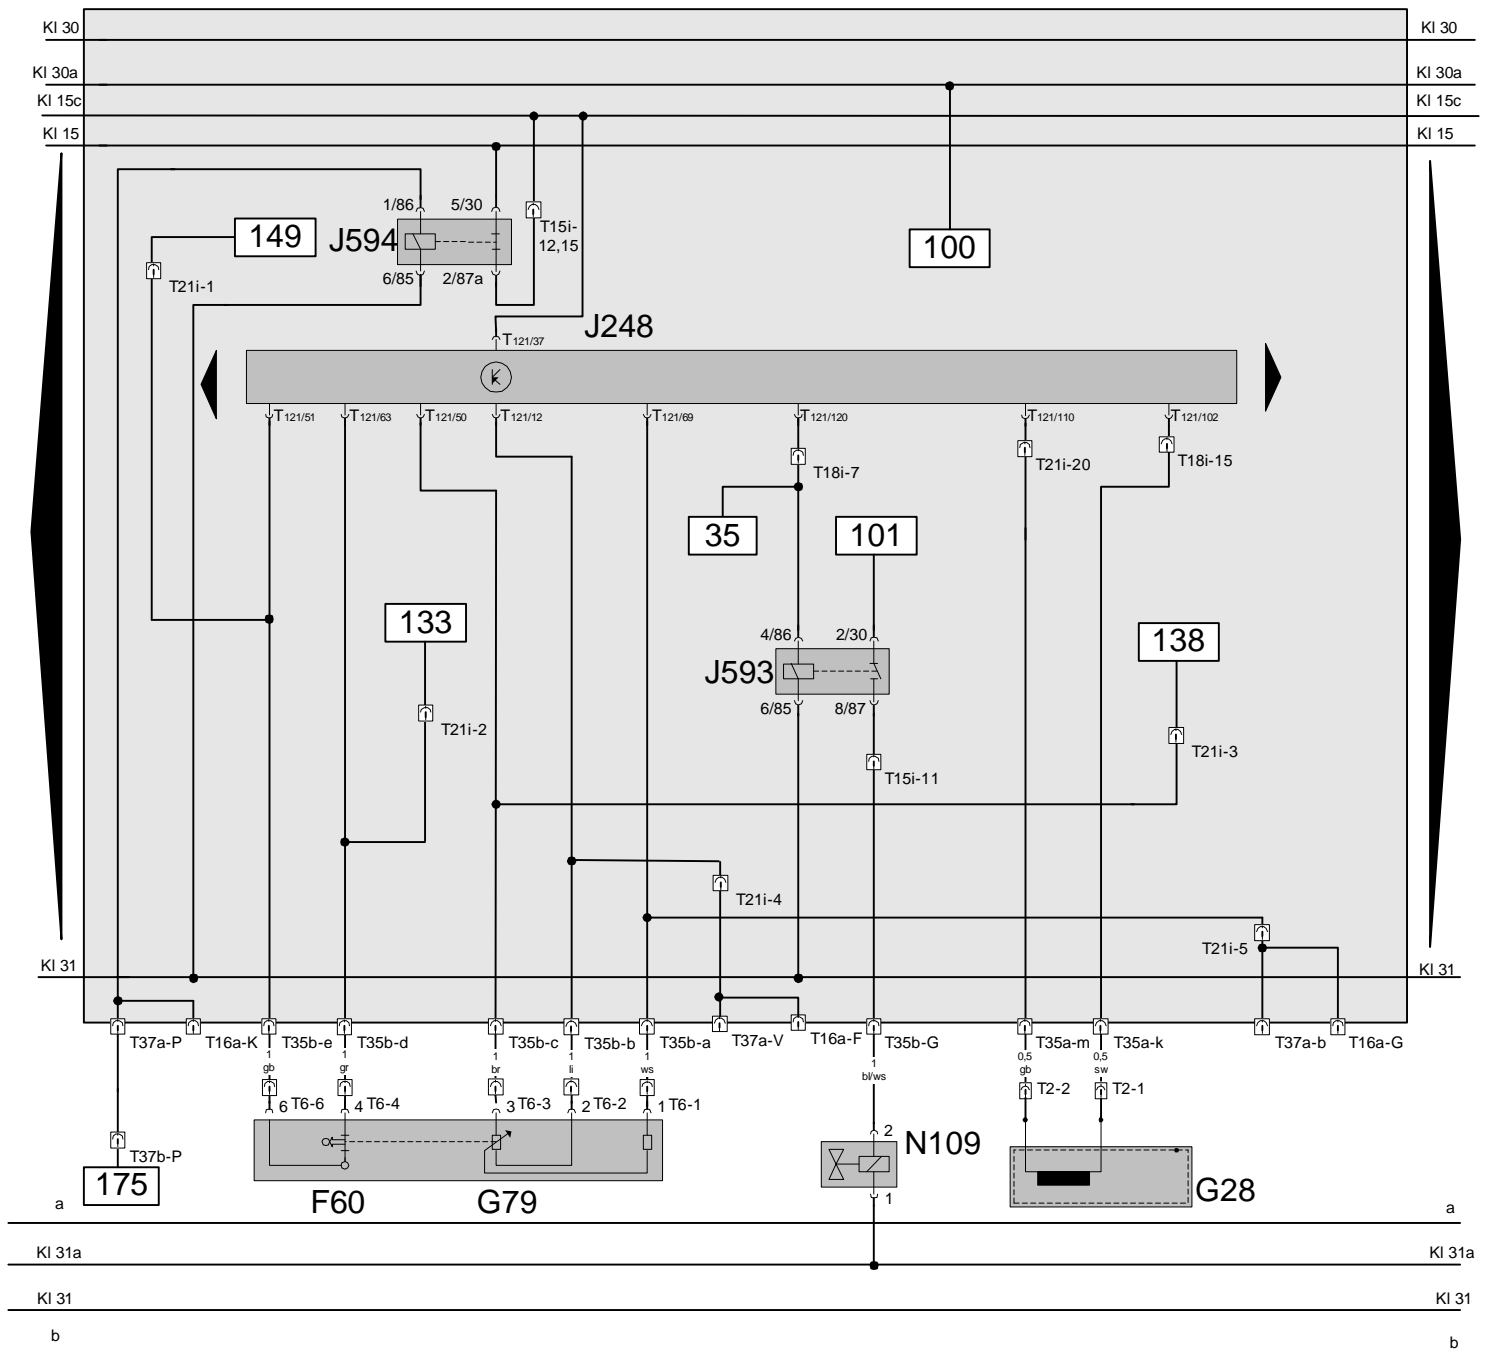 Kl 30
Kl 30
Kl 30a
Kl 30a
Kl 15c
Kl 15c
Kl 15
Kl 15
1/86
5/30
149
J594
T15i-
12,15
100
T21i-1
6/85
2/87a
J248
T121/37
T121/51
T121/63
T121/50
T121/12
T121/69
T121/120
T121/110
T121/102
T18i-7
T21i-20
T18i-15
35
101
133
4/86
2/30
138
J593
6/85
8/87
T21i-2
T21i-3
T15i-11
T21i-4
T21i-5
Kl 31
Kl 31
T37a-P
T16a-K
T35b-e
T35b-d
T35b-c
T35b-b
T35b-a
T37a-V
T16a-F
T35b-G
T35a-m
T35a-k
T37a-b
T16a-G
1
gb
1
gr
1
br
1
li
1
ws
1
bl/ws
0,5
gb
0,5
sw
T2-2
T2-1
6
T6-6
4
T6-4
3
T6-3
2
T6-2
1
T6-1
2
N109
T37b-P
175
F60
G79
1
G28
a
a
Kl 31a
Kl 31a
Kl 31
Kl 31
b
b